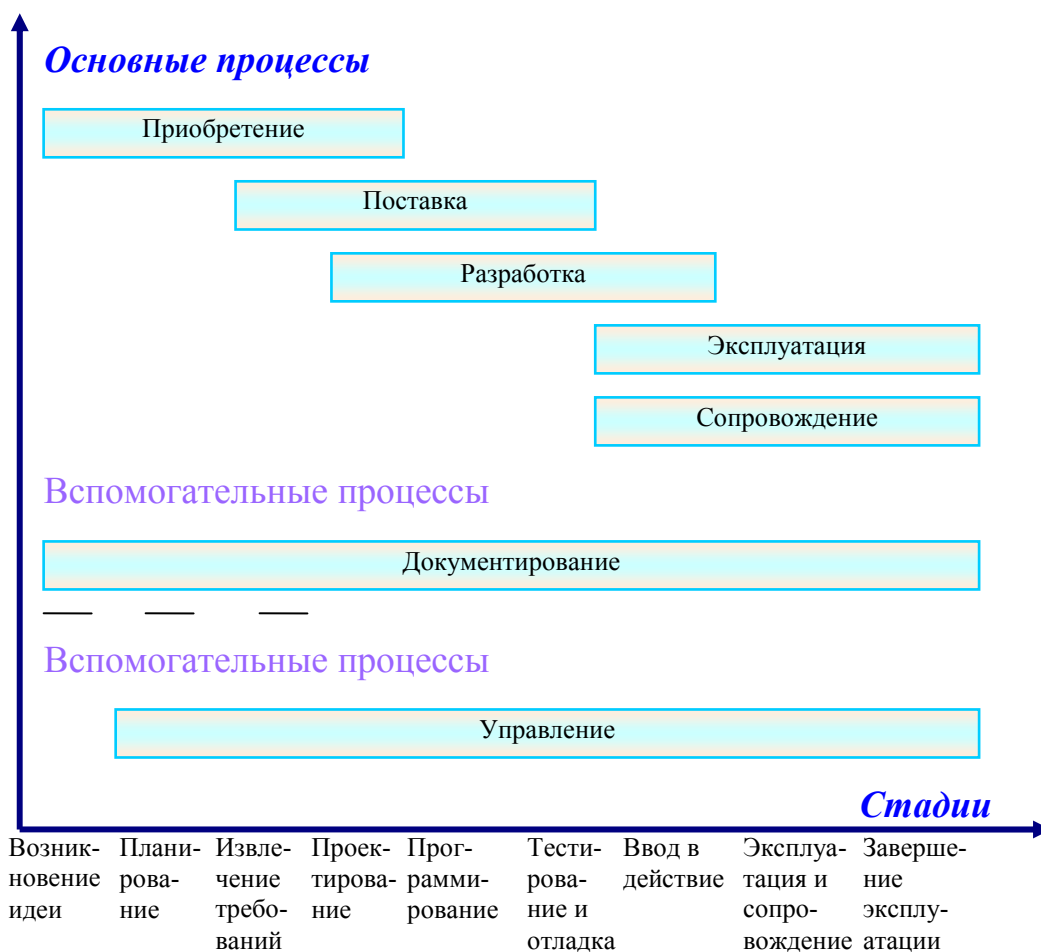 Основные процессы
Приобретение
Поставка
Разработка
Эксплуатация
Сопровождение
Вспомогательные процессы
Документирование
Вспомогательные процессы
Управление
Стадии
Возник-
новение
идеи
Плани-
рова-
ние
Извле-
чение
требо-
ваний
Проек-
тирова-
ние
Прог-
рамми-
рование
Тести-
рова-
ние и
отладка
Ввод в
действие
Эксплуа-
тация и
сопро-
вождение
Заверше-
ние
эксплу-
атации